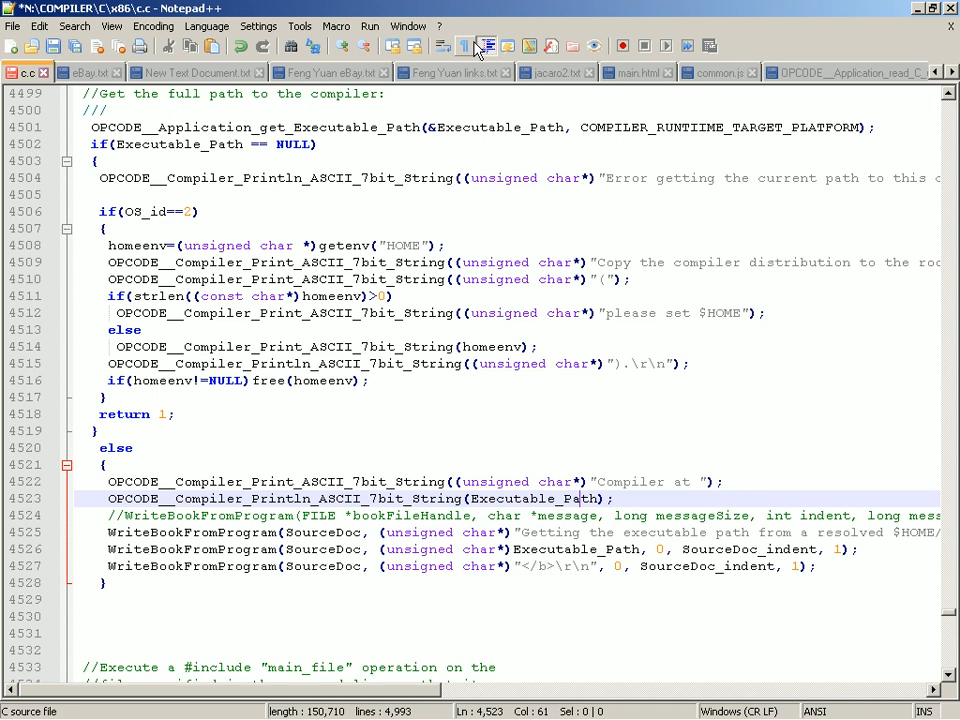 *N:\COMPILER\C\x86\c.c - Notepad++
File Edit Search View Encoding Language Settings Tools Macro Run Window ?
c.c eBay.txt New Text Document.txt Feng Yuan eBay.txt Feng Yuan links.txt jacaro2.txt main.html common.js OPCODE__Application_read_C_
4499 //Get the full path to the compiler:
4500 ///
4501 OPCODE__Application_get_Executable_Path(&Executable_Path, COMPILER_RUNTIIME_TARGET_PLATFORM);
4502 if(Executable_Path == NULL)
4503 {
4504 OPCODE__Compiler_Println_ASCII_7bit_String((unsigned char*)"Error getting the current path to this c
4505
4506 if(OS_id==2)
4507 {
4508 homeenv=(unsigned char *)getenv("HOME");
4509 OPCODE__Compiler_Print_ASCII_7bit_String((unsigned char*)"Copy the compiler distribution to the roo
4510 OPCODE__Compiler_Print_ASCII_7bit_String((unsigned char*)"(");
4511 if(strlen((const char*)homeenv)>0)
4512 OPCODE__Compiler_Print_ASCII_7bit_String((unsigned char*)"please set $HOME");
4513 else
4514 OPCODE__Compiler_Print_ASCII_7bit_String(homeenv);
4515 OPCODE__Compiler_Println_ASCII_7bit_String((unsigned char*)").\r\n");
4516 if(homeenv!=NULL)free(homeenv);
4517 }
4518 return 1;
4519 }
4520 else
4521 {
4522 OPCODE__Compiler_Print_ASCII_7bit_String((unsigned char*)"Compiler at ");
4523 OPCODE__Compiler_Println_ASCII_7bit_String(Executable_Path);
4524 //WriteBookFromProgram(FILE *bookFileHandle, char *message, long messageSize, int indent, long mess
4525 WriteBookFromProgram(SourceDoc, (unsigned char*)"Getting the executable path from a resolved $HOME/
4526 WriteBookFromProgram(SourceDoc, (unsigned char*)Executable_Path, 0, SourceDoc_indent, 1);
4527 WriteBookFromProgram(SourceDoc, (unsigned char*)"</b>\r\n", 0, SourceDoc_indent, 1);
4528 }
4529
4530
4531
4532
4533 //Execute a #include "main_file" operation on the
C source file length : 150,710 lines : 4,993 Ln : 4,523 Col : 61 Sel : 0 | 0 Windows (CR LF) ANSI INS